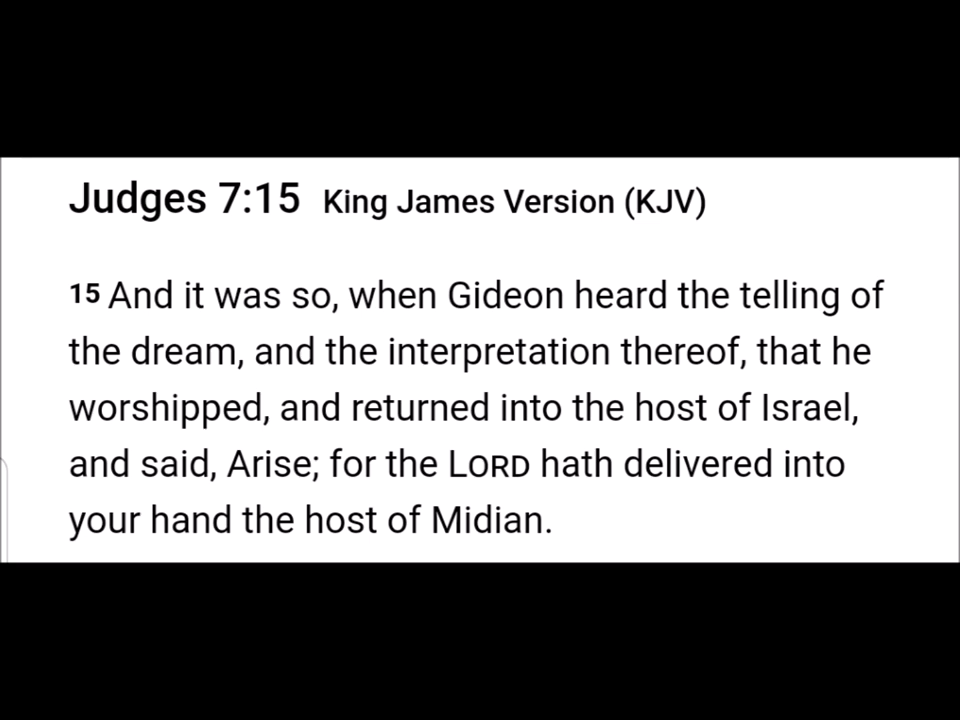 Judges 7:15 King James Version (KJV)
15 And it was so, when Gideon heard the telling of
the dream, and the interpretation thereof, that he
worshipped, and returned into the host of Israel,
and said, Arise; for the LORD hath delivered into
your hand the host of Midian.